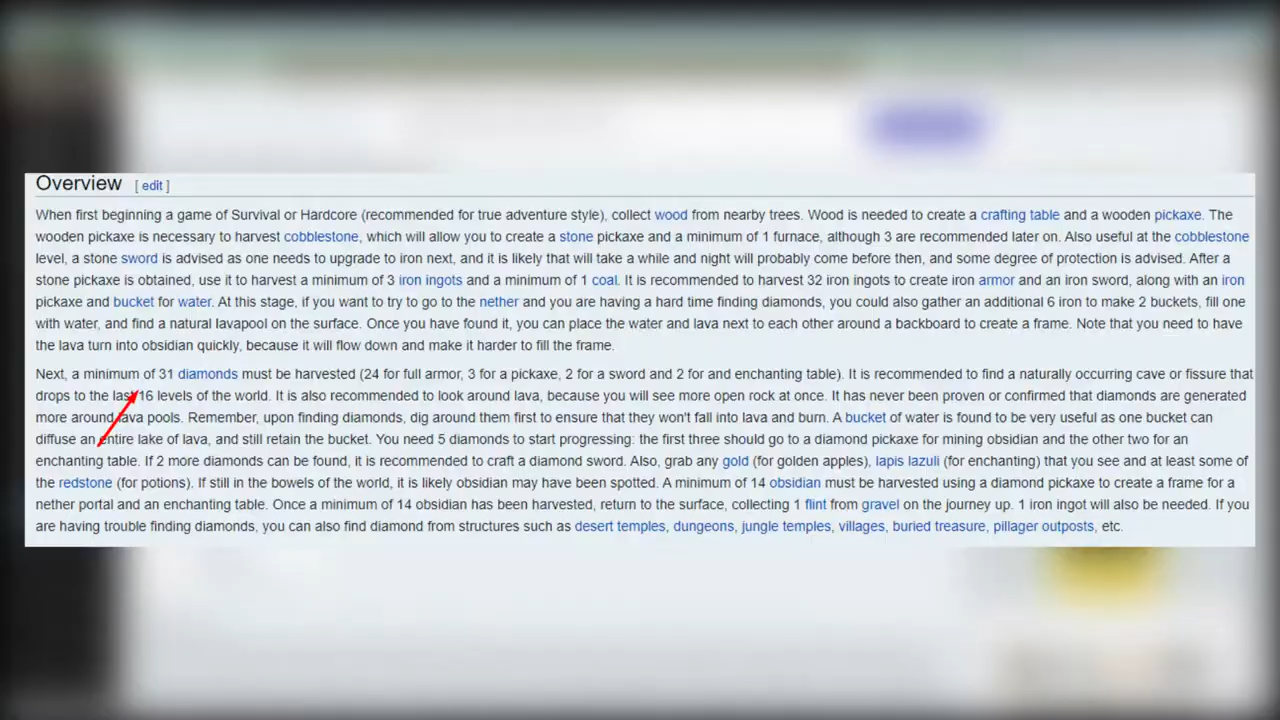 Overview [ edit ]
When first beginning a game of Survival or Hardcore (recommended for true adventure style), collect wood from nearby trees. Wood is needed to create a crafting table and a wooden pickaxe. The
wooden pickaxe is necessary to harvest cobblestone, which will allow you to create a stone pickaxe and a minimum of 1 furnace, although 3 are recommended later on. Also useful at the cobblestone
level, a stone sword is advised as one needs to upgrade to iron next, and it is likely that will take a while and night will probably come before then, and some degree of protection is advised. After a
stone pickaxe is obtained, use it to harvest a minimum of 3 iron ingots and a minimum of 1 coal. It is recommended to harvest 32 iron ingots to create iron armor and an iron sword, along with an iron
pickaxe and bucket for water. At this stage, if you want to try to go to the nether and you are having a hard time finding diamonds, you could also gather an additional 6 iron to make 2 buckets, fill one
with water, and find a natural lavapool on the surface. Once you have found it, you can place the water and lava next to each other around a backboard to create a frame. Note that you need to have
the lava turn into obsidian quickly, because it will flow down and make it harder to fill the frame.
Next, a minimum of 31 diamonds must be harvested (24 for full armor, 3 for a pickaxe, 2 for a sword and 2 for and enchanting table). It is recommended to find a naturally occurring cave or fissure that
drops to the last 16 levels of the world. It is also recommended to look around lava, because you will see more open rock at once. It has never been proven or confirmed that diamonds are generated
more around lava pools. Remember, upon finding diamonds, dig around them first to ensure that they won't fall into lava and burn. A bucket of water is found to be very useful as one bucket can
diffuse an entire lake of lava, and still retain the bucket. You need 5 diamonds to start progressing: the first three should go to a diamond pickaxe for mining obsidian and the other two for an
enchanting table. If 2 more diamonds can be found, it is recommended to craft a diamond sword. Also, grab any gold (for golden apples), lapis lazuli (for enchanting) that you see and at least some of
the redstone (for potions). If still in the bowels of the world, it is likely obsidian may have been spotted. A minimum of 14 obsidian must be harvested using a diamond pickaxe to create a frame for a
nether portal and an enchanting table. Once a minimum of 14 obsidian has been harvested, return to the surface, collecting 1 flint from gravel on the journey up. 1 iron ingot will also be needed. If you
are having trouble finding diamonds, you can also find diamond from structures such as desert temples, dungeons, jungle temples, villages, buried treasure, pillager outposts, etc.